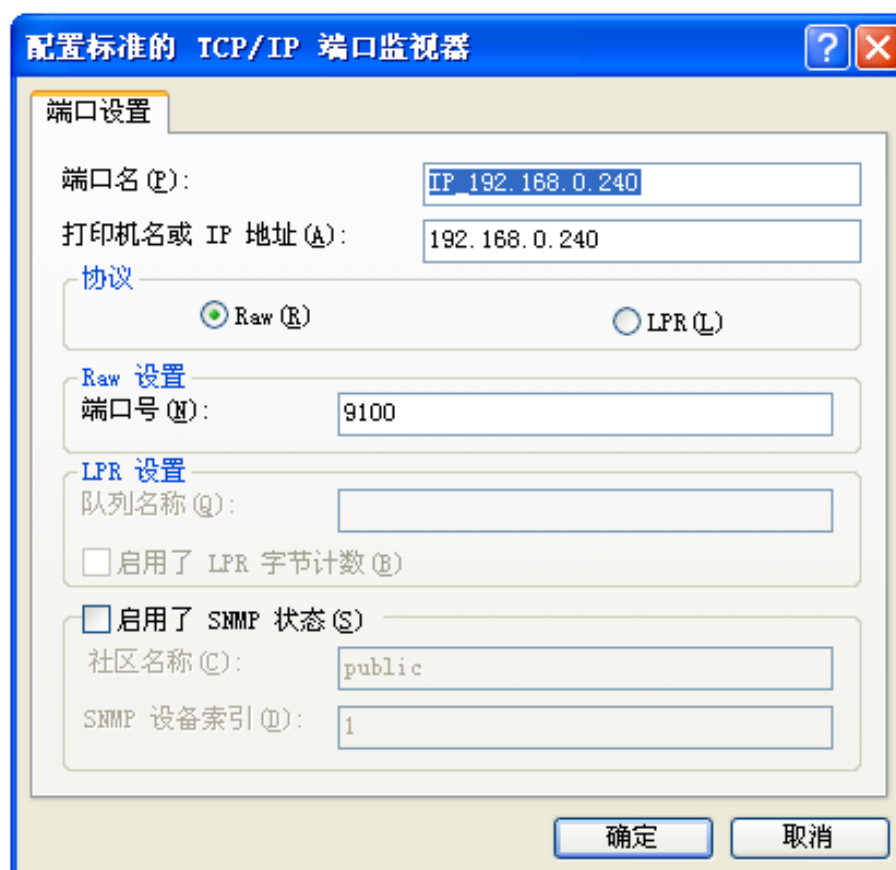 配置标准的 TCP/IP 端口监视器
端口设置
端口名(P): IP_192.168.0.240
打印机名或 IP 地址(A): 192.168.0.240
协议
Raw(R) LPR(L)
Raw 设置
端口号(N): 9100
LPR 设置
队列名称(Q):
启用了 LPR 字节计数(B)
启用了 SNMP 状态(S)
社区名称(C): public
SNMP 设备索引(D): 1
确定 取消